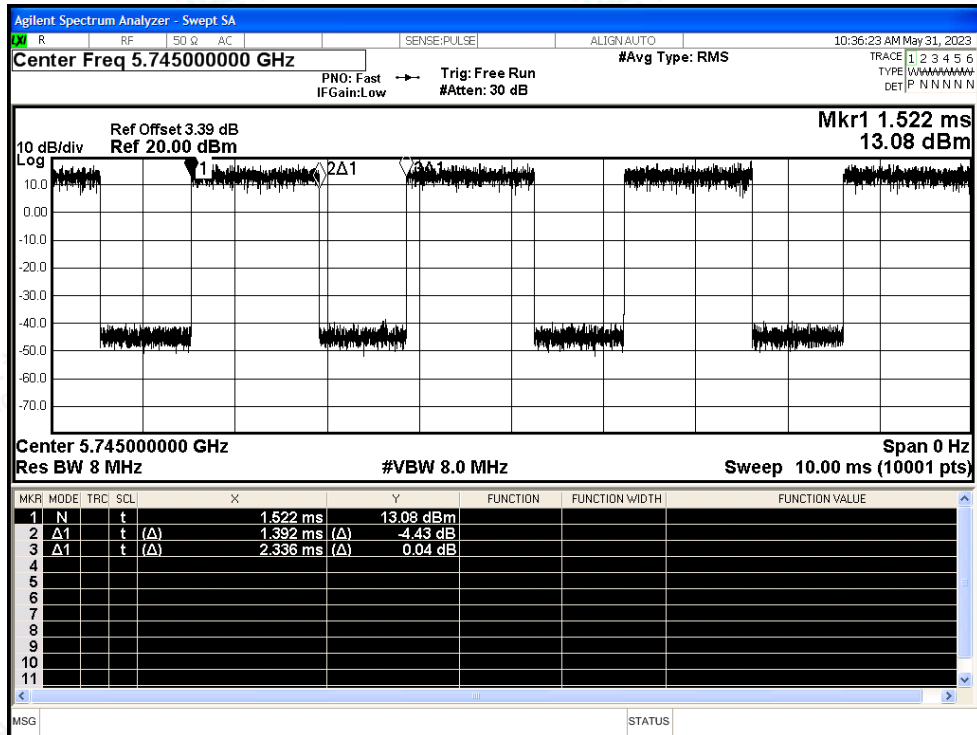 Agilent Spectrum Analyzer - Swept SA
LXI R RF 50 Ω AC SENSE:PULSE ALIGN AUTO 10:36:23 AM May 31, 2023
Center Freq 5.745000000 GHz
#Avg Type: RMS
TRACE 1 2 3 4 5 6
PNO: Fast Trig: Free Run
TYPE
IFGain:Low #Atten: 30 dB
DET P N N N N N
Mkr1 1.522 ms
13.08 dBm
Ref Offset 3.39 dB
10 dB/div Ref 20.00 dBm
Log
1 2Δ1 3Δ1
10.0
0.00
-10.0
-20.0
-30.0
-40.0
-50.0
-60.0
-70.0
Center 5.745000000 GHz Span 0 Hz
Res BW 8 MHz #VBW 8.0 MHz Sweep 10.00 ms (10001 pts)
MKR MODE TRC SCL X Y FUNCTION FUNCTION WIDTH FUNCTION VALUE
1 N t 1.522 ms 13.08 dBm
2 Δ1 t (Δ) 1.392 ms (Δ) -4.43 dB
3 Δ1 t (Δ) 2.336 ms (Δ) 0.04 dB
4
5
6
7
8
9
10
11
MSG STATUS